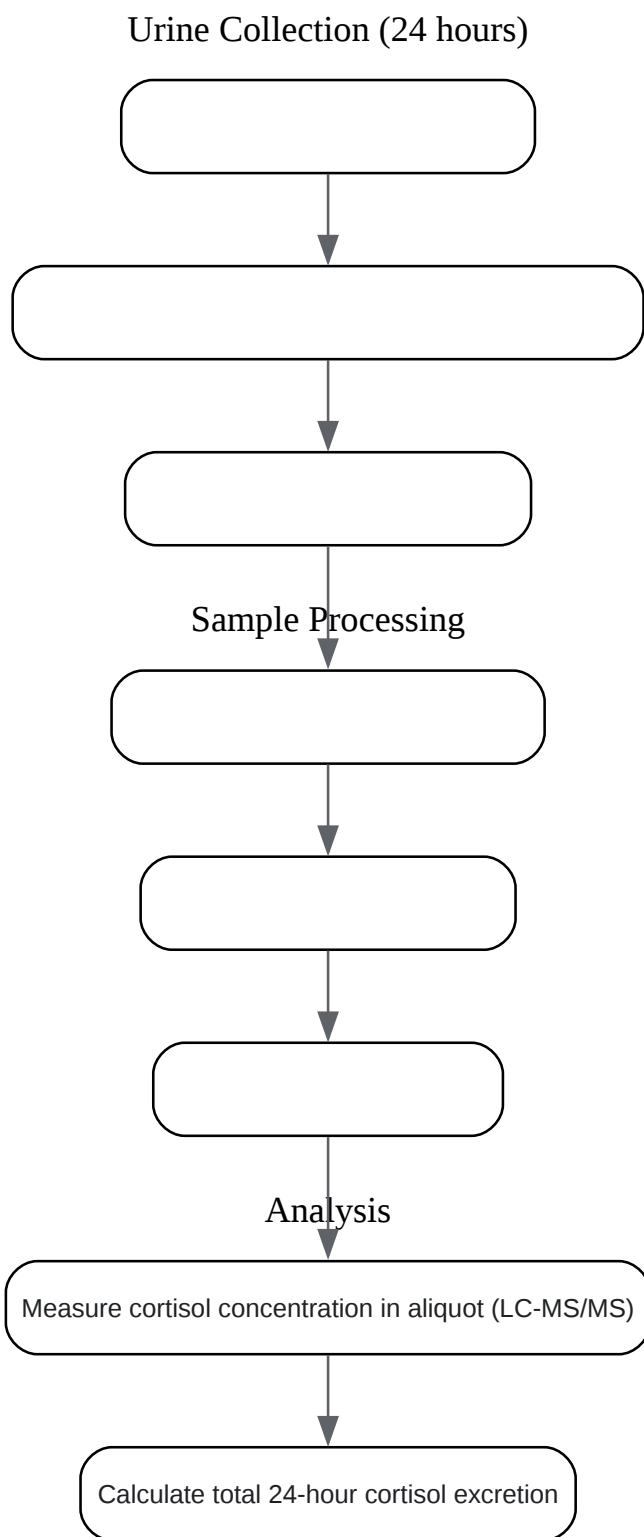 Urine Collection (24 hours)
Sample Processing
Analysis
Measure cortisol concentration in aliquot (LC-MS/MS)
Calculate total 24-hour cortisol excretion